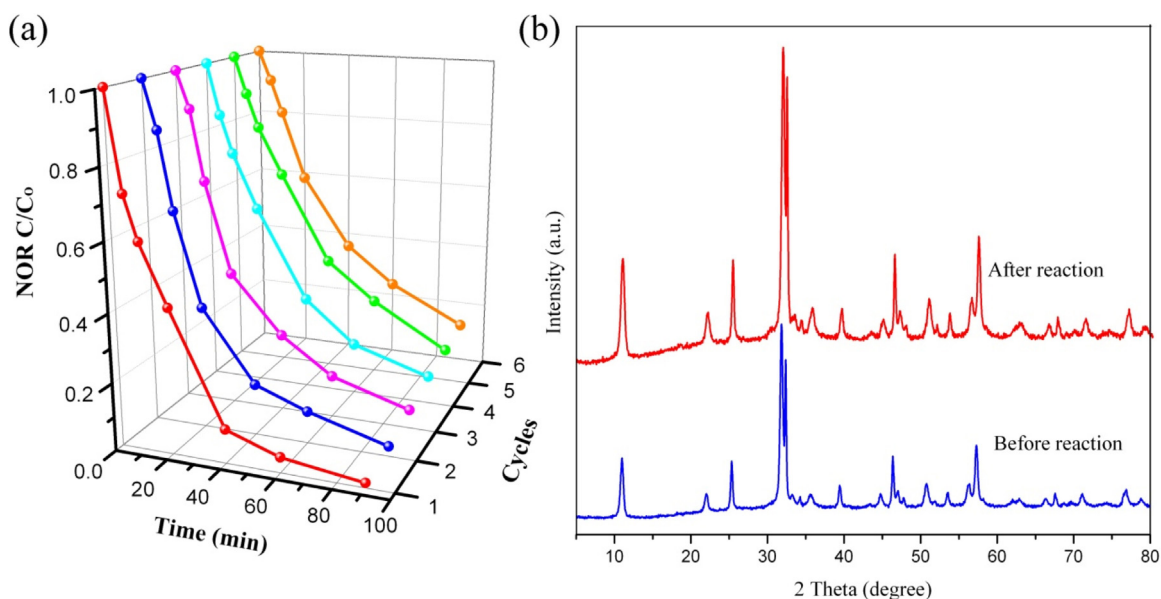 (a)
NOR C/C₀
1.0
0.8
0.6
0.4
0.2
0.0
20
40
60
80
100
Time (min)
1
2
3
4
5
6
Cycles
(b)
Intensity (a.u.)
After reaction
Before reaction
10
20
30
40
50
60
70
80
2 Theta (degree)